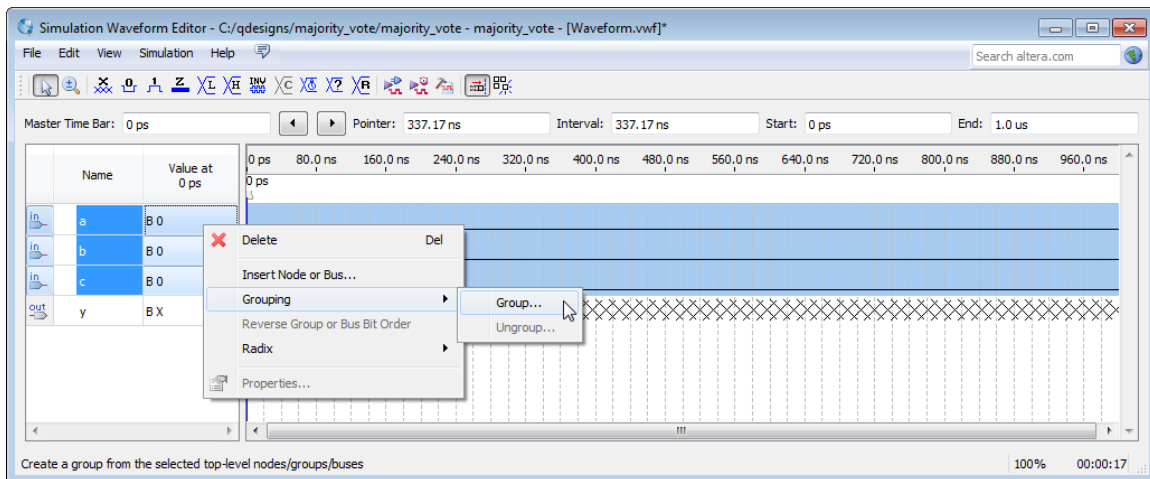 Simulation Waveform Editor - C:/qdesigns/majority_vote/majority_vote - majority_vote - [Waveform.vwf]*
File Edit View Simulation Help
Search altera.com
Master Time Bar: 0 ps Pointer: 337.17 ns Interval: 337.17 ns Start: 0 ps End: 1.0 us
Name
Value at
0 ps
0 ps 80.0 ns 160.0 ns 240.0 ns 320.0 ns 400.0 ns 480.0 ns 560.0 ns 640.0 ns 720.0 ns 800.0 ns 880.0 ns 960.0 ns
0 ps
in a B 0
in b B 0
in c B 0
out y B X
Delete Del
Insert Node or Bus...
Grouping
Reverse Group or Bus Bit Order
Radix
Properties...
Group...
Ungroup...
Create a group from the selected top-level nodes/groups/buses 100% 00:00:17